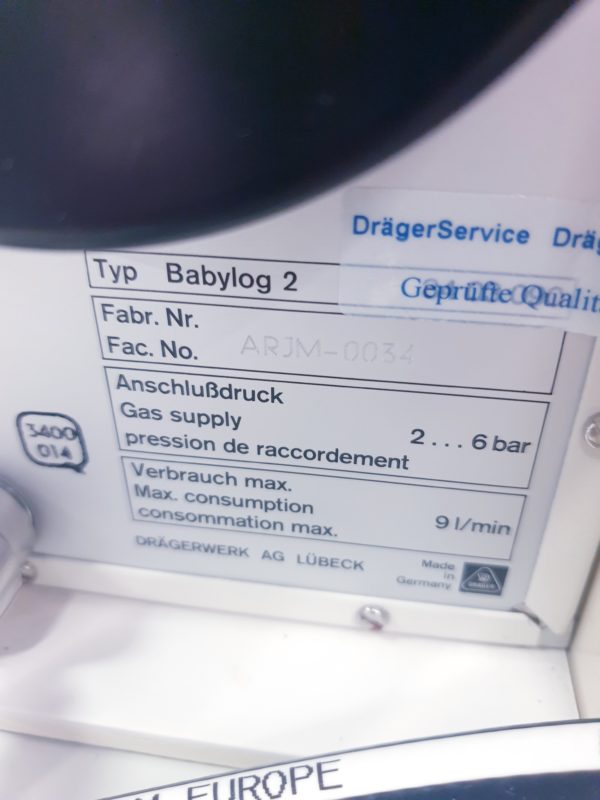 DrägerService Dräg
Typ Babylog 2
Geprüfte Qualit
Fabr. Nr.
Fac. No. ARJM-0034
Anschlußdruck
Gas supply
pression de raccordement
2 . . . 6 bar
3400
014
Verbrauch max.
Max. consumption
consommation max.
9 l/min
DRÄGERWERK AG LÜBECK
Made
in
Germany
DRÄGER
EUROPE